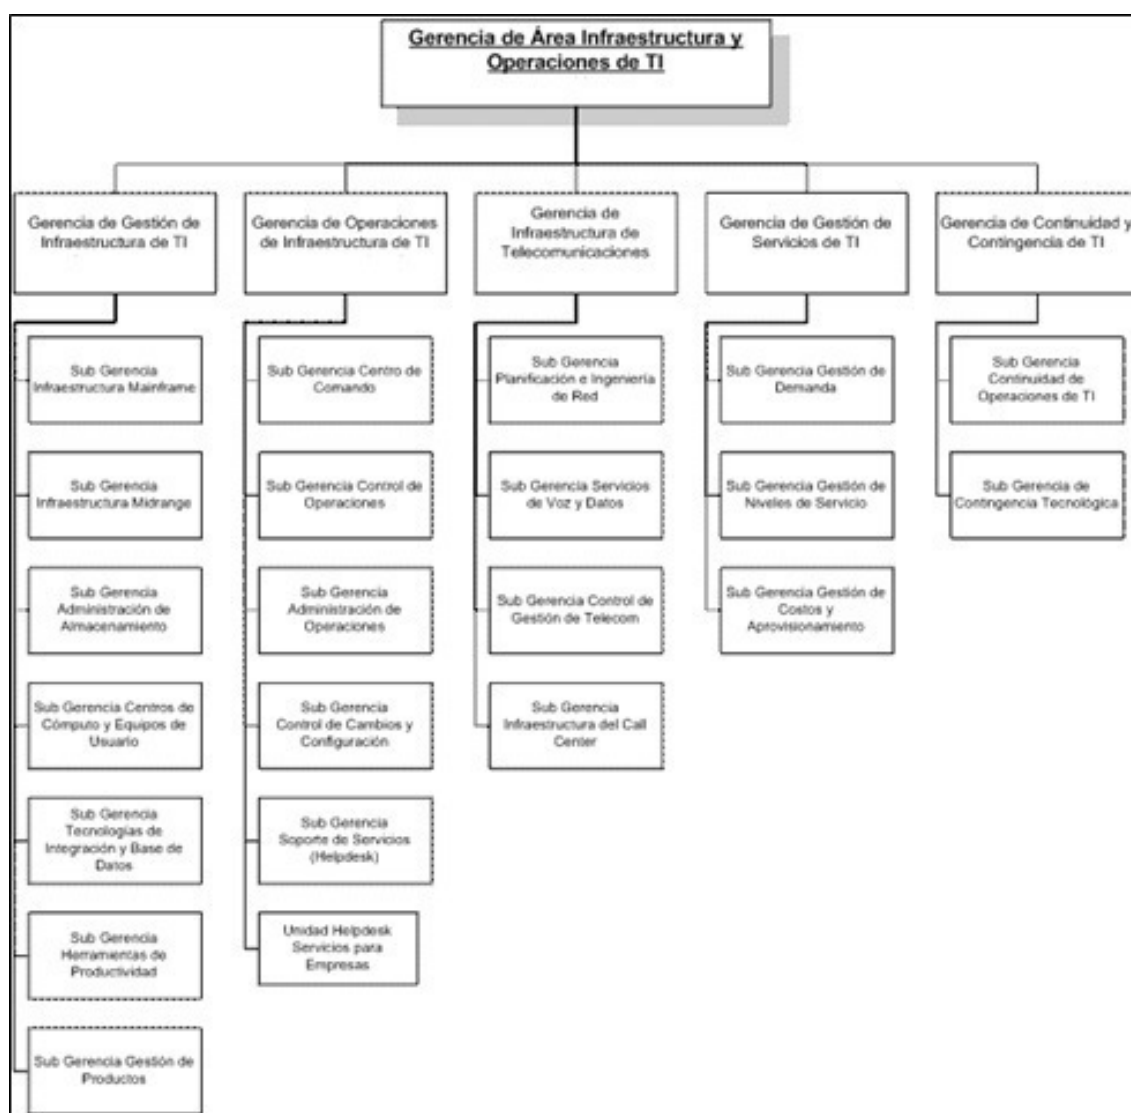 Gerencia de Área Infraestructura y
Operaciones de TI
Gerencia de Gestión de
Infraestructura de TI
Gerencia de Operaciones
de Infraestructura de TI
Gerencia de
Infraestructura de
Telecomunicaciones
Gerencia de Gestión de
Servicios de TI
Gerencia de Continuidad y
Contingencia de TI
Sub Gerencia
Infraestructura Mainframe
Sub Gerencia
Infraestructura Midrange
Sub Gerencia
Administración de
Almacenamiento
Sub Gerencia Centros de
Cómputo y Equipos de
Usuario
Sub Gerencia
Tecnologías de
Integración y Base de
Datos
Sub Gerencia
Herramientas de
Productividad
Sub Gerencia Gestión de
Productos
Sub Gerencia Centro de
Comando
Sub Gerencia Control de
Operaciones
Sub Gerencia
Administración de
Operaciones
Sub Gerencia
Control de Cambios y
Configuración
Sub Gerencia
Soporte de Servicios
(Helpdesk)
Unidad Helpdesk
Servicios para
Empresas
Sub Gerencia
Planificación e Ingeniería
de Red
Sub Gerencia Servicios
de Voz y Datos
Sub Gerencia Control de
Gestión de Telecom
Sub Gerencia
Infraestructura del Call
Center
Sub Gerencia Gestión de
Demanda
Sub Gerencia Gestión de
Niveles de Servicio
Sub Gerencia Gestión de
Costos y
Aprovisionamiento
Sub Gerencia
Continuidad de
Operaciones de TI
Sub Gerencia de
Contingencia Tecnológica